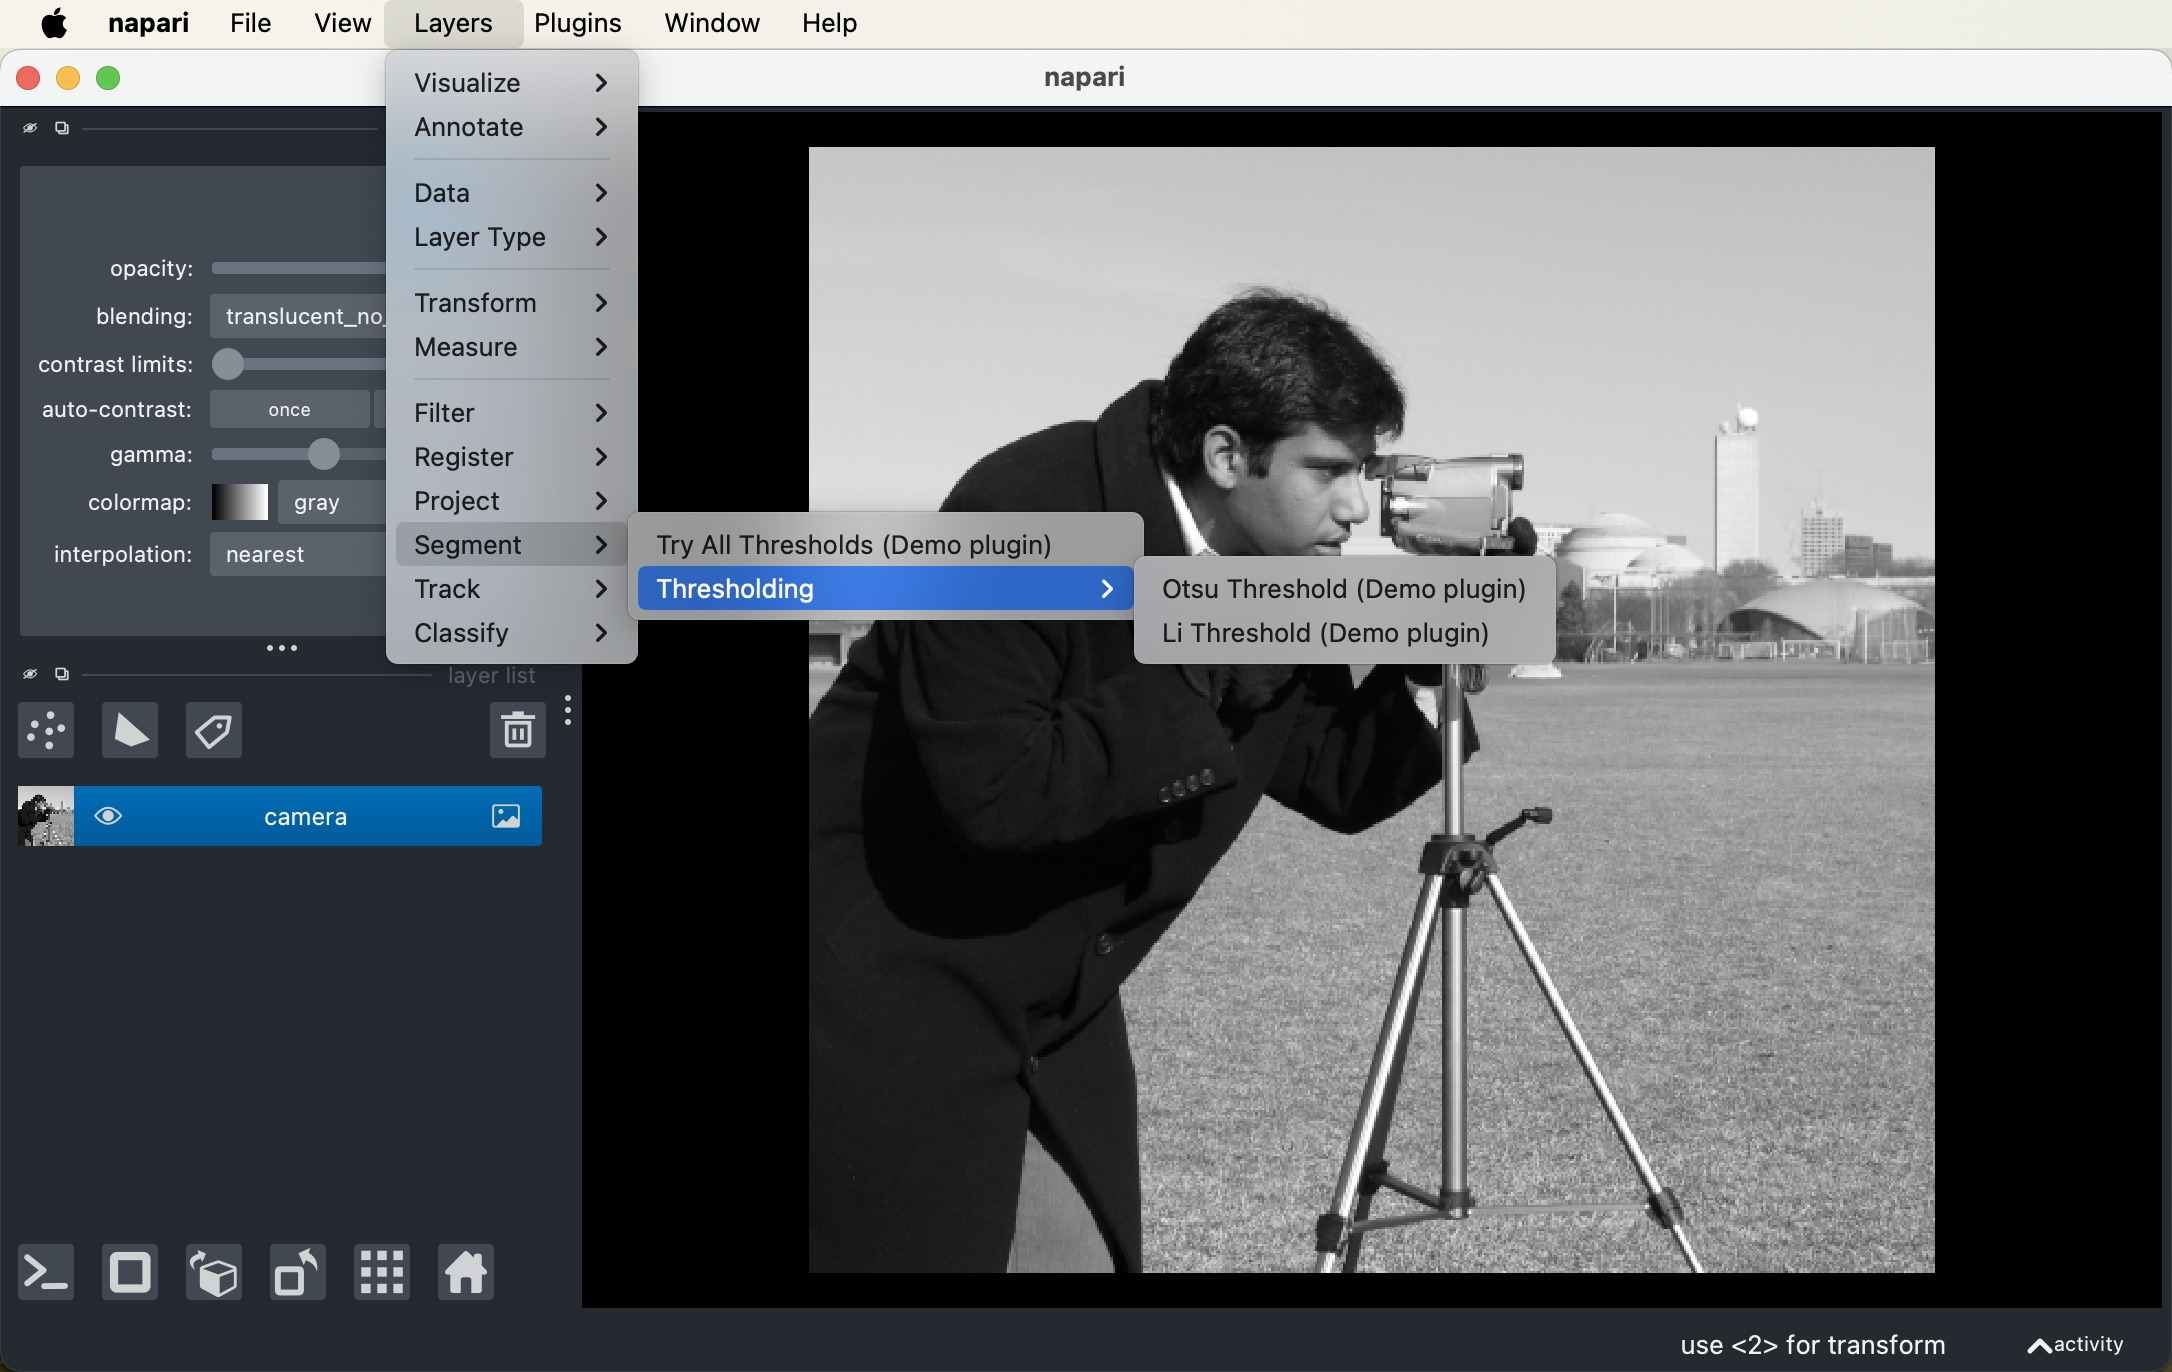 napari File View Layers Plugins Window Help
napari
Visualize
Annotate
Data
Layer Type
Transform
Measure
Filter
Register
Project
Segment
Track
Classify
Try All Thresholds (Demo plugin)
Thresholding
Otsu Threshold (Demo plugin)
Li Threshold (Demo plugin)
opacity:
blending: translucent_no_
contrast limits:
auto-contrast: once
gamma:
colormap: gray
interpolation: nearest
layer list
camera
use <2> for transform activity